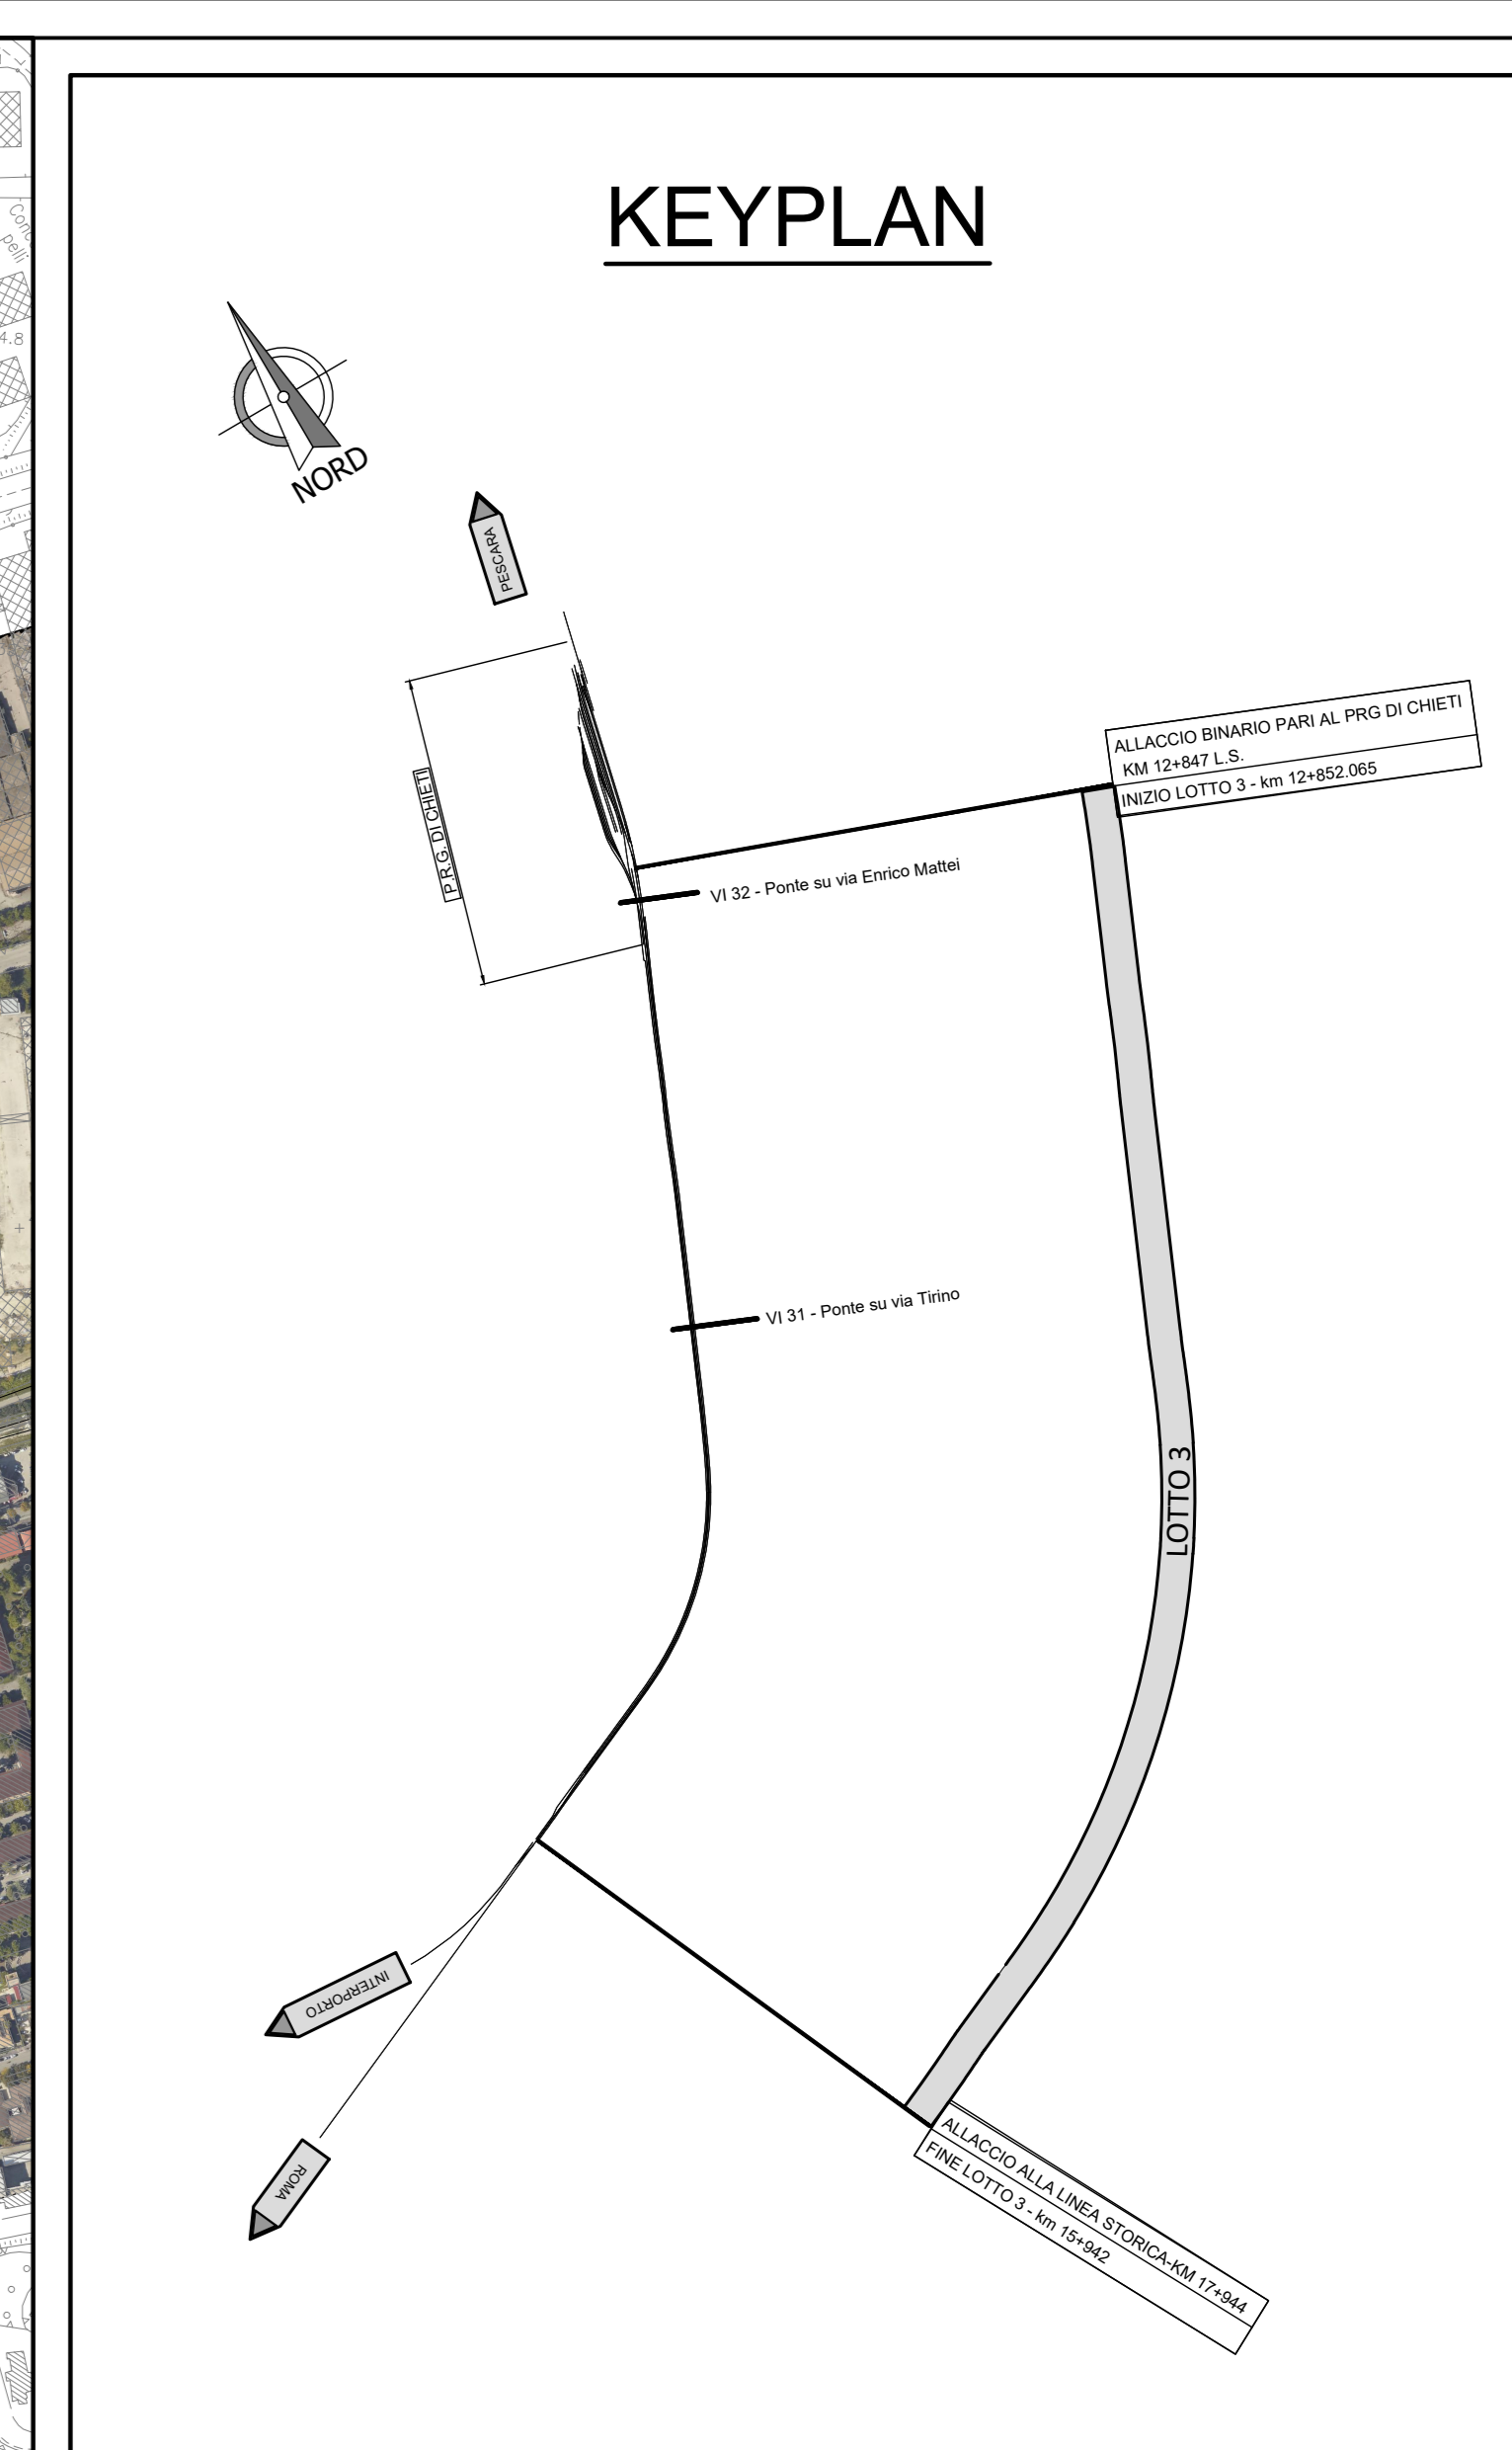 KEYPLAN
NORD
PESCARA
P.R.G. DI CHIETI
ALLACCIO BINARIO PARI AL PRG DI CHIETI
KM 12+847 L.S.
INIZIO LOTTO 3 - km 12+852.065
VI 32 - Ponte su via Enrico Mattei
VI 31 - Ponte su via Tirino
LOTTO 3
INTERPORTO
ROMA
ALLACCIO ALLA LINEA STORICA-KM 17+944
FINE LOTTO 3 - km 15+942
4.8